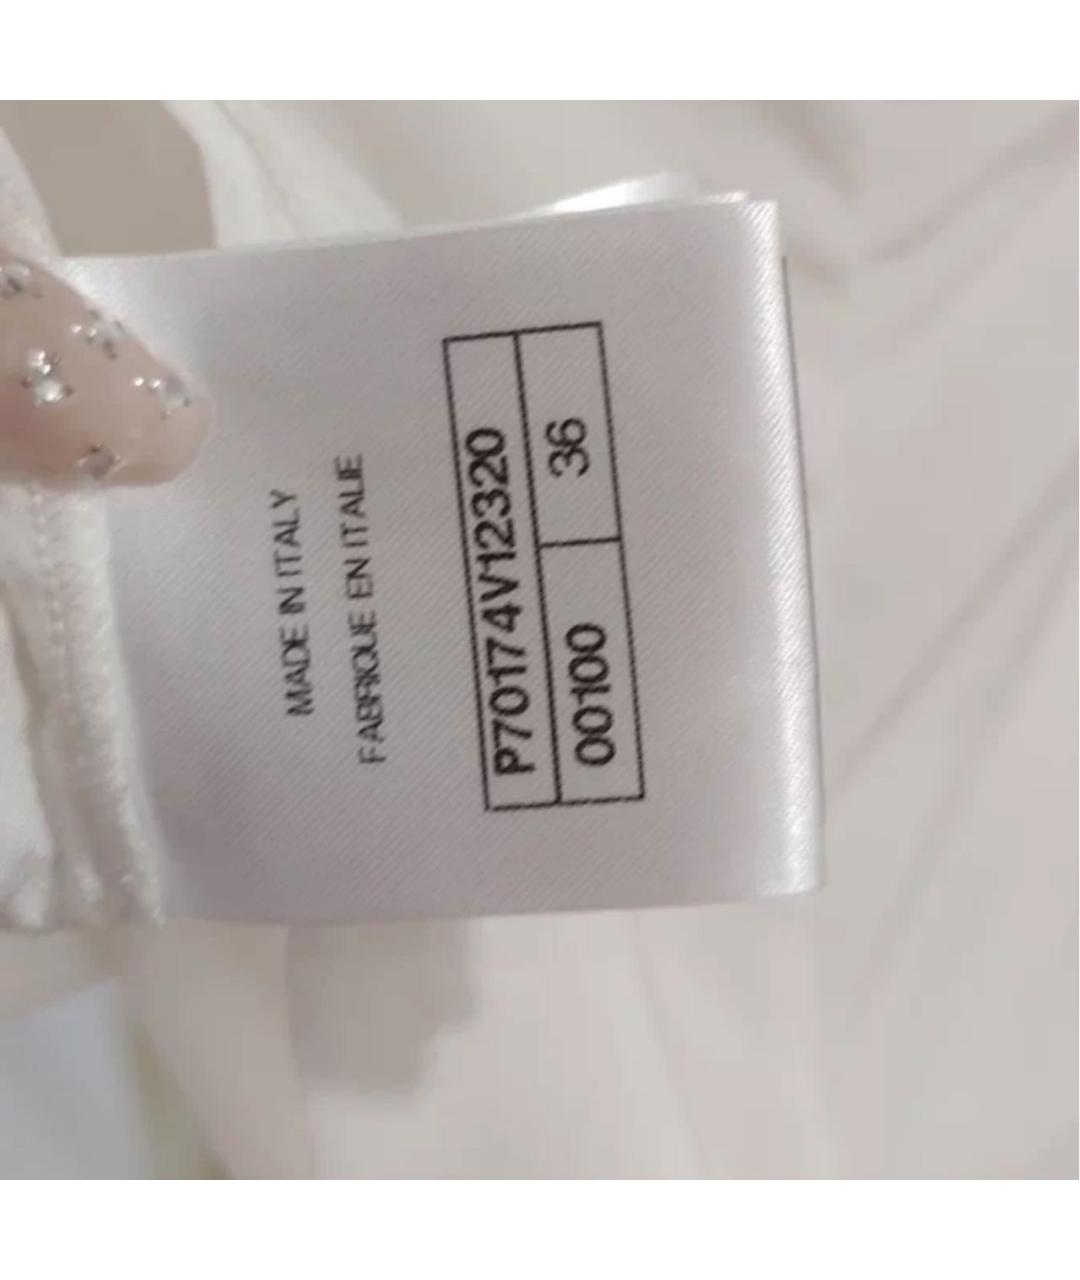 MADE IN ITALY
FABRIQUE EN ITALIE
P70174V12320
00100 36